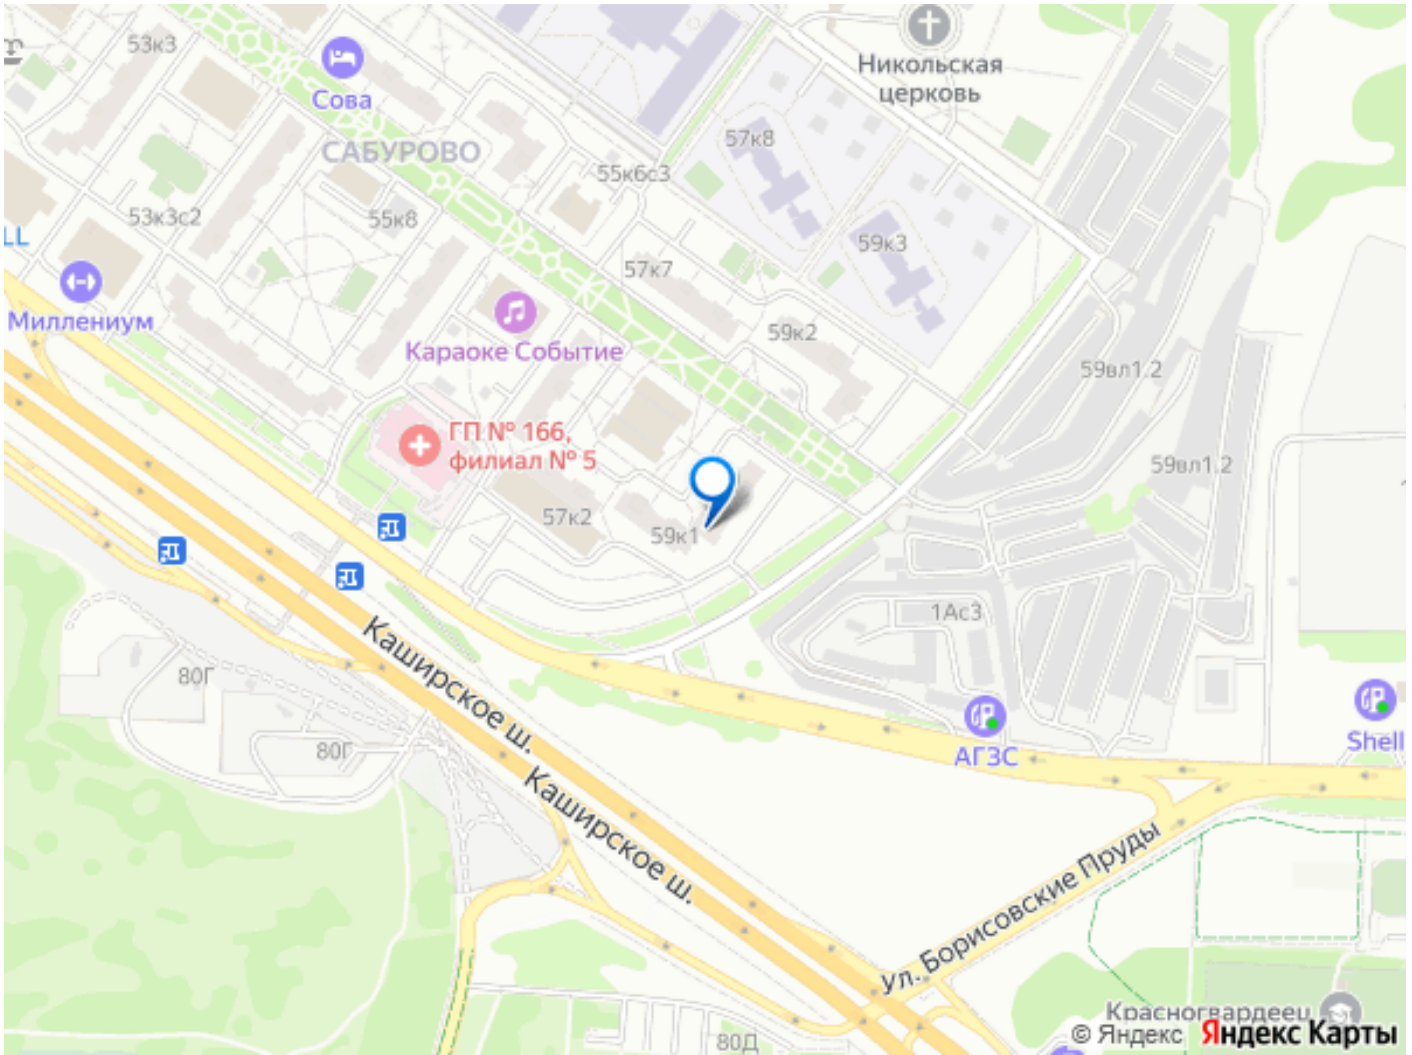 53к3
Сова
Никольская
церковь
57к8
САБУРОВО
55к6с3
53к3с2
55к8
LL
59к3
57к7
Миллениум
Караоке Событие
59к2
59вл1.2
ГП № 166,
филиал № 5
59вл1.2
57к2
59к1
1Ас3
Каширское ш.
80Г
80Г
АГЗС
Shell
Каширское ш.
Ул. Борисовские Пруды
Красногвардеец
80Д
© Яндекс Яндекс Карты